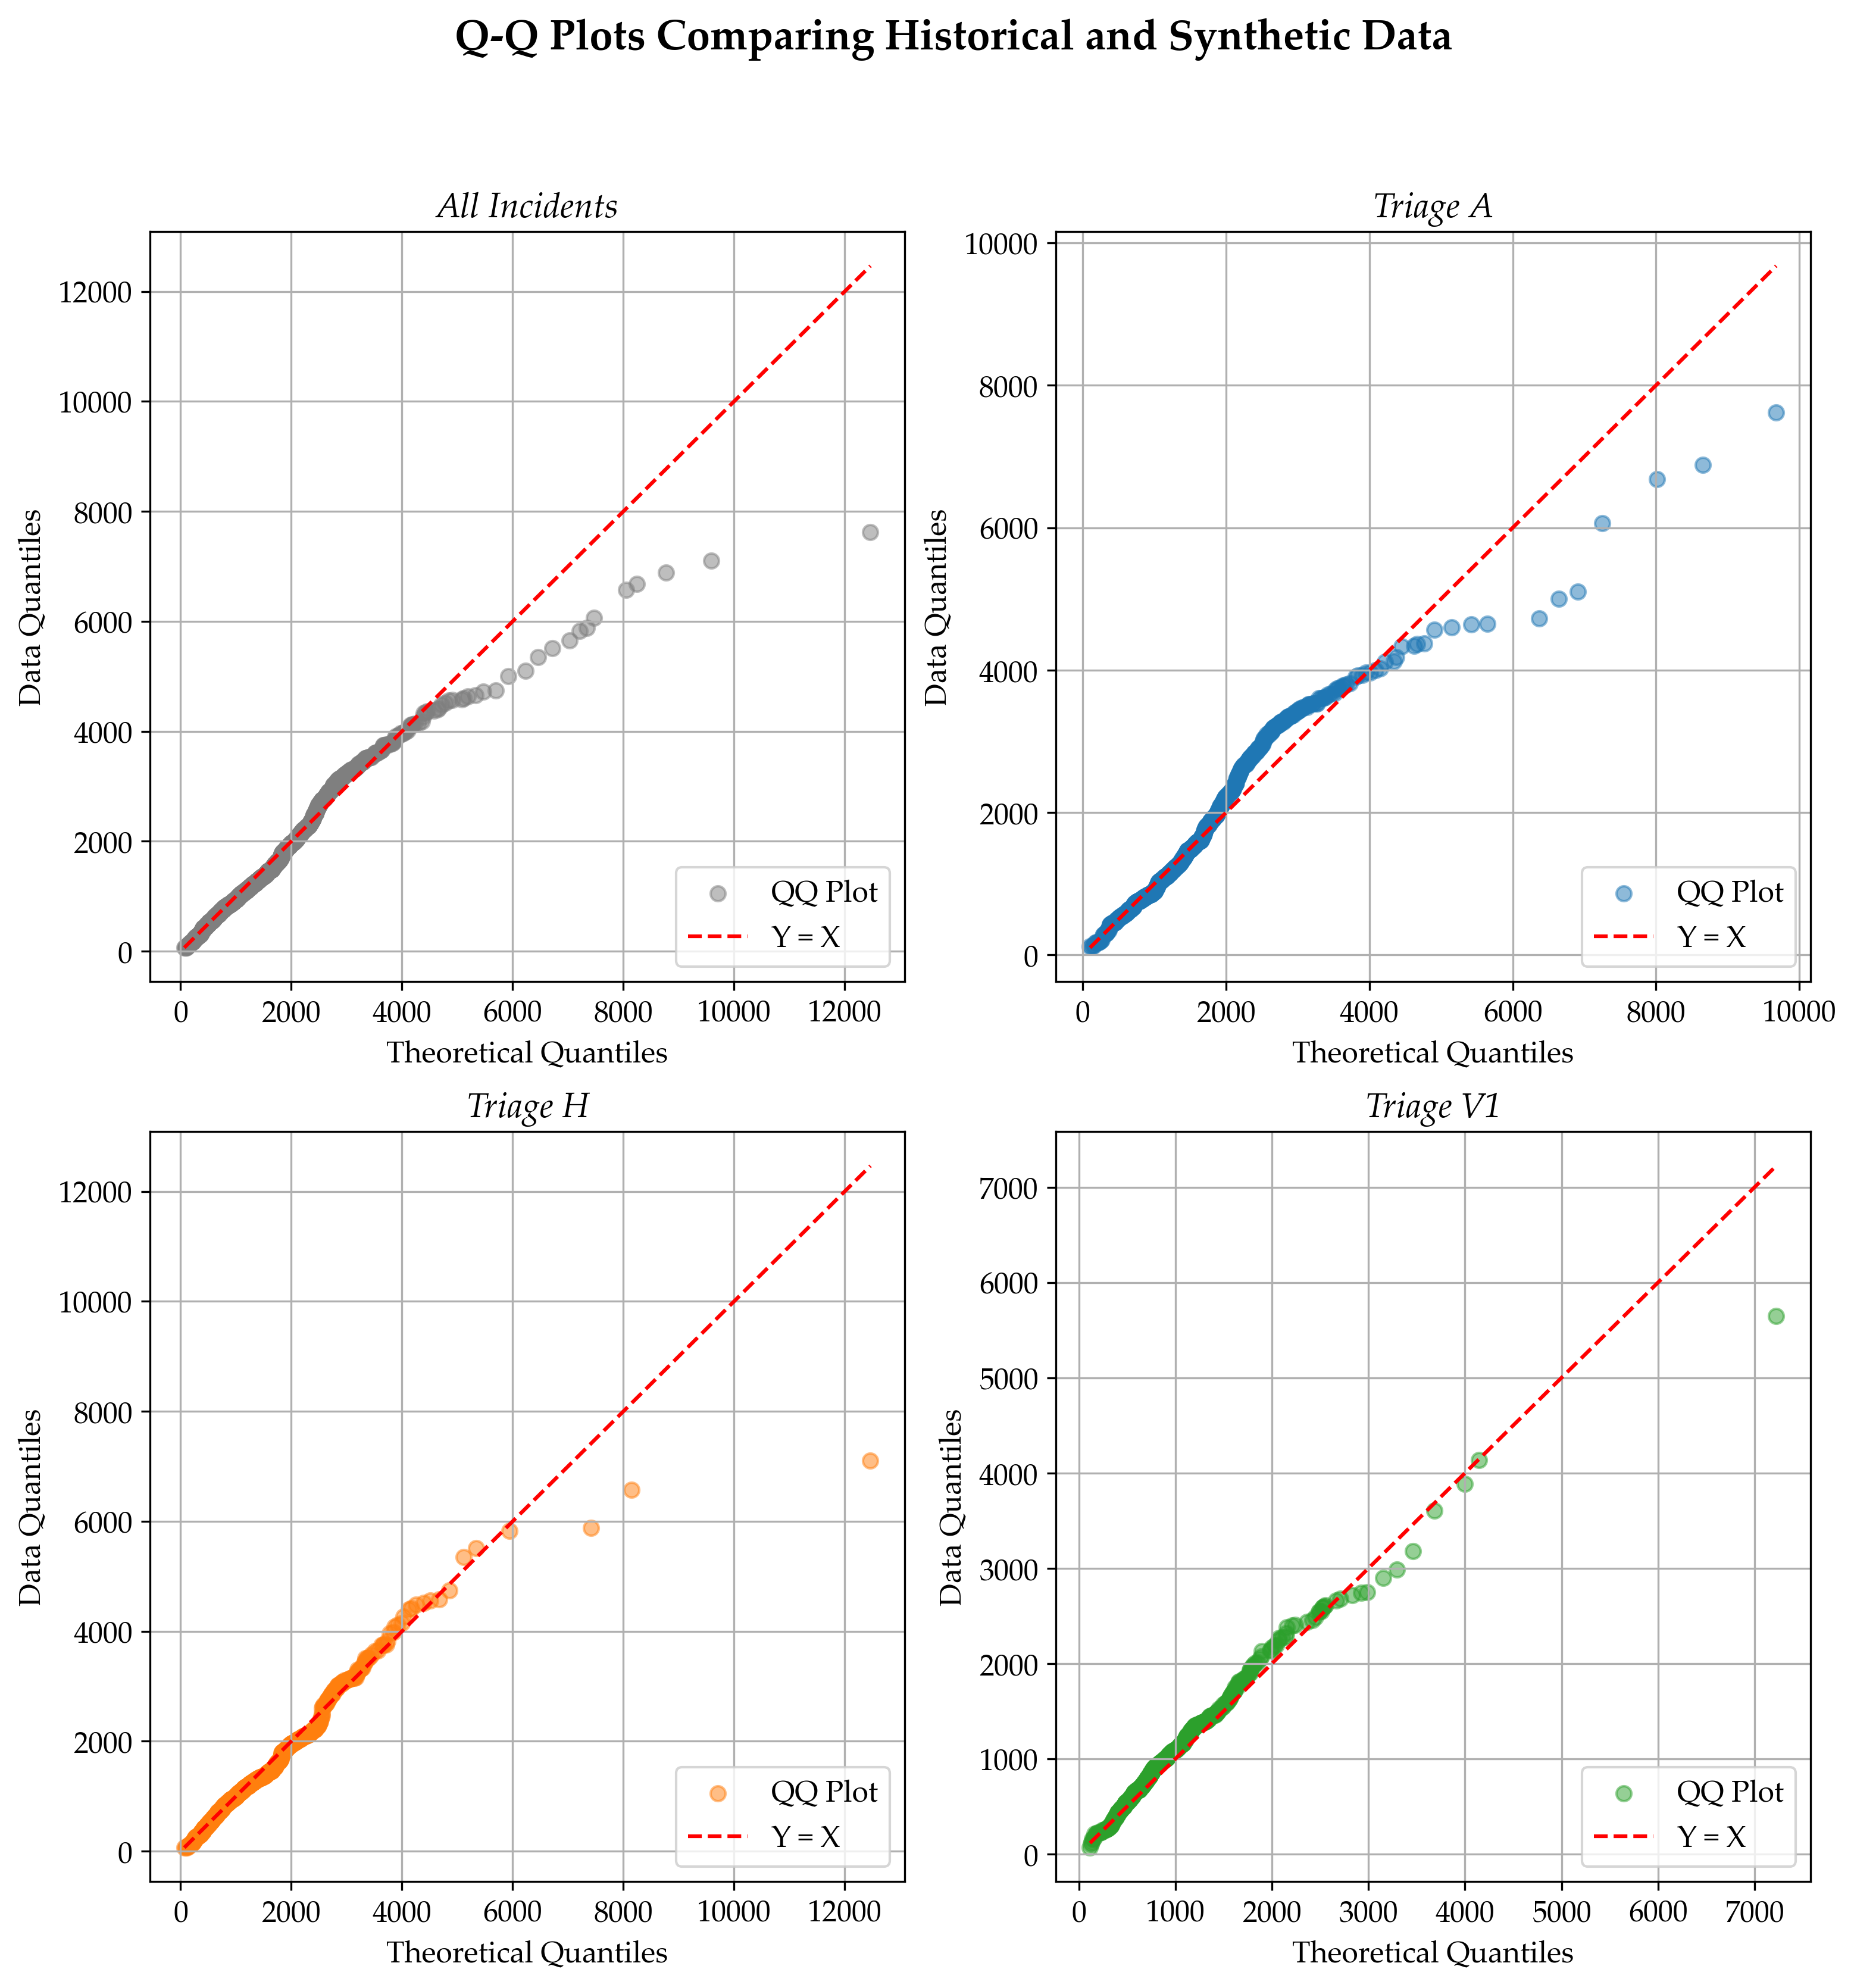 Q-Q Plots Comparing Historical and Synthetic Data
All Incidents
12000
10000
8000
6000
4000
2000
0
Data Quantiles
QQ Plot
Y = X
0 2000 4000 6000 8000 10000 12000
Theoretical Quantiles
Triage A
10000
8000
6000
4000
2000
0
Data Quantiles
QQ Plot
Y = X
0 2000 4000 6000 8000 10000
Theoretical Quantiles
Triage H
12000
10000
8000
6000
4000
2000
0
Data Quantiles
QQ Plot
Y = X
0 2000 4000 6000 8000 10000 12000
Theoretical Quantiles
Triage V1
7000
6000
5000
4000
3000
2000
1000
0
Data Quantiles
QQ Plot
Y = X
0 1000 2000 3000 4000 5000 6000 7000
Theoretical Quantiles